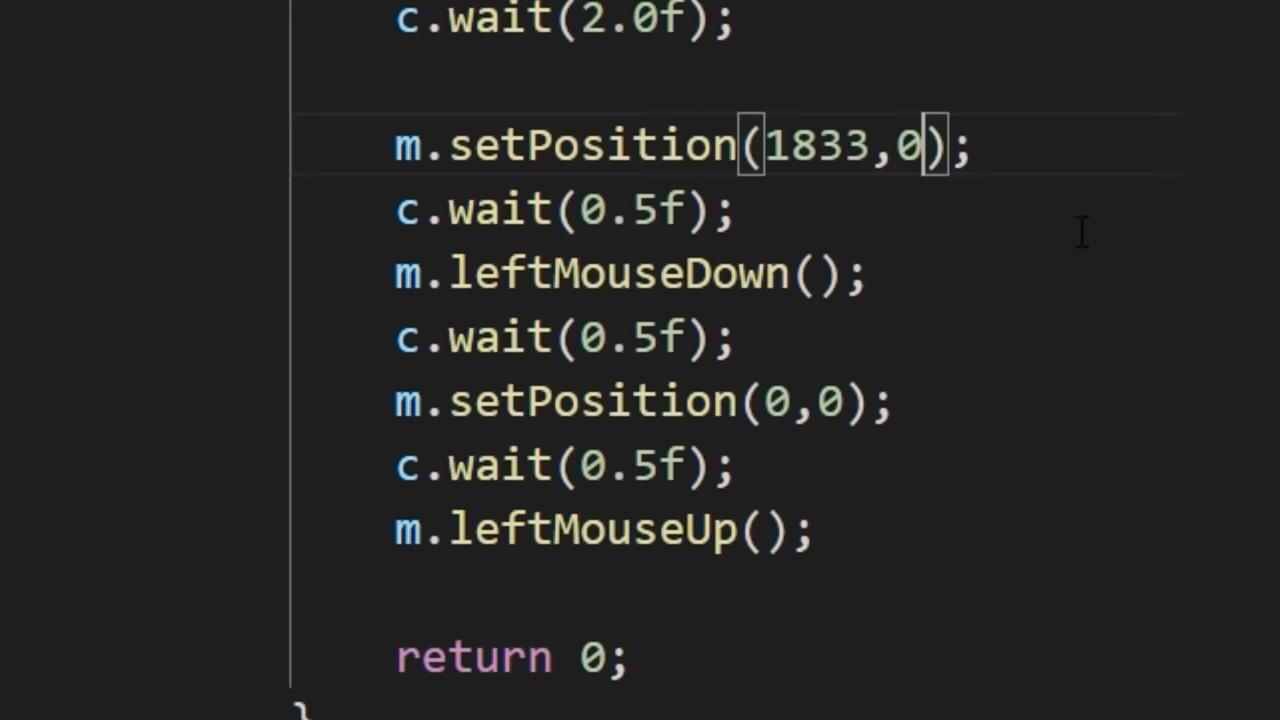 c.wait(2.0f);
m.setPosition(1833,0);
c.wait(0.5f);
m.leftMouseDown();
c.wait(0.5f);
m.setPosition(0,0);
c.wait(0.5f);
m.leftMouseUp();
return 0;
}